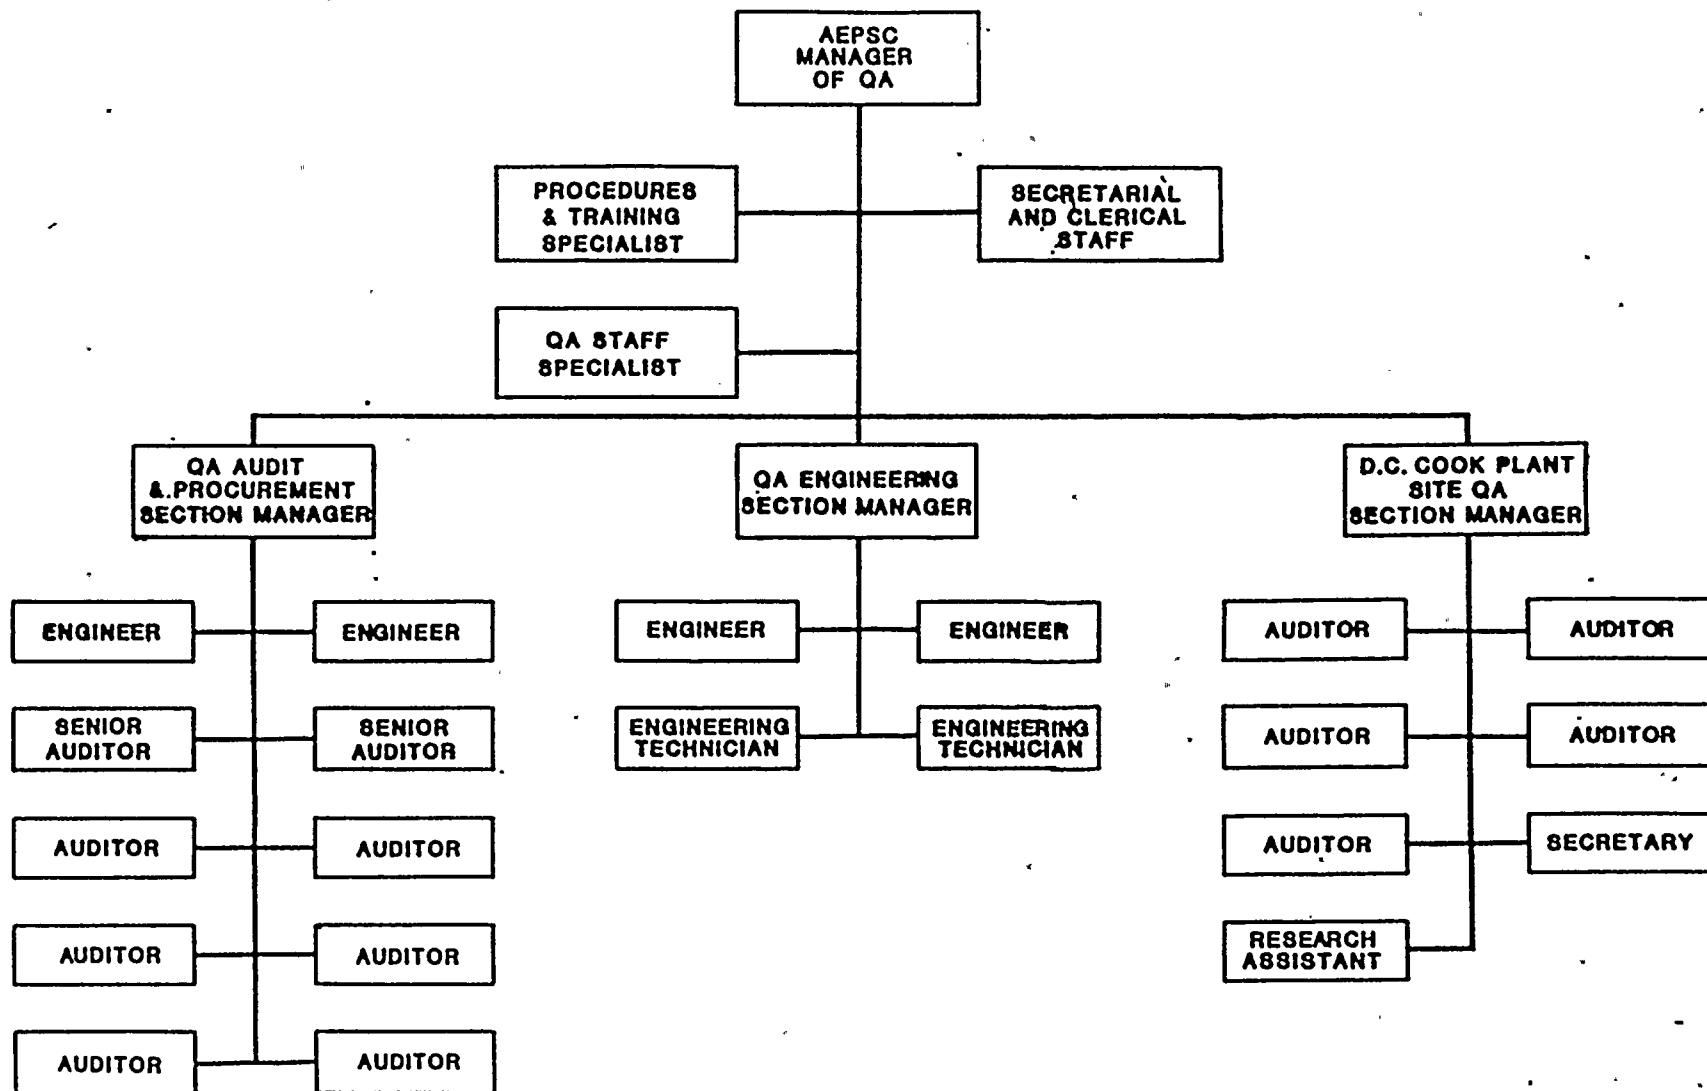 AEPSC
MANAGER
OF QA
PROCEDURES
& TRAINING
SPECIALIST
SECRETARIAL
AND CLERICAL
STAFF
QA STAFF
SPECIALIST
QA AUDIT
& PROCUREMENT
SECTION MANAGER
QA ENGINEERING
SECTION MANAGER
D.C. COOK PLANT
SITE QA
SECTION MANAGER
ENGINEER
ENGINEER
SENIOR
AUDITOR
SENIOR
AUDITOR
AUDITOR
AUDITOR
AUDITOR
AUDITOR
AUDITOR
AUDITOR
ENGINEER
ENGINEER
ENGINEERING
TECHNICIAN
ENGINEERING
TECHNICIAN
AUDITOR
AUDITOR
AUDITOR
AUDITOR
AUDITOR
SECRETARY
RESEARCH
ASSISTANT